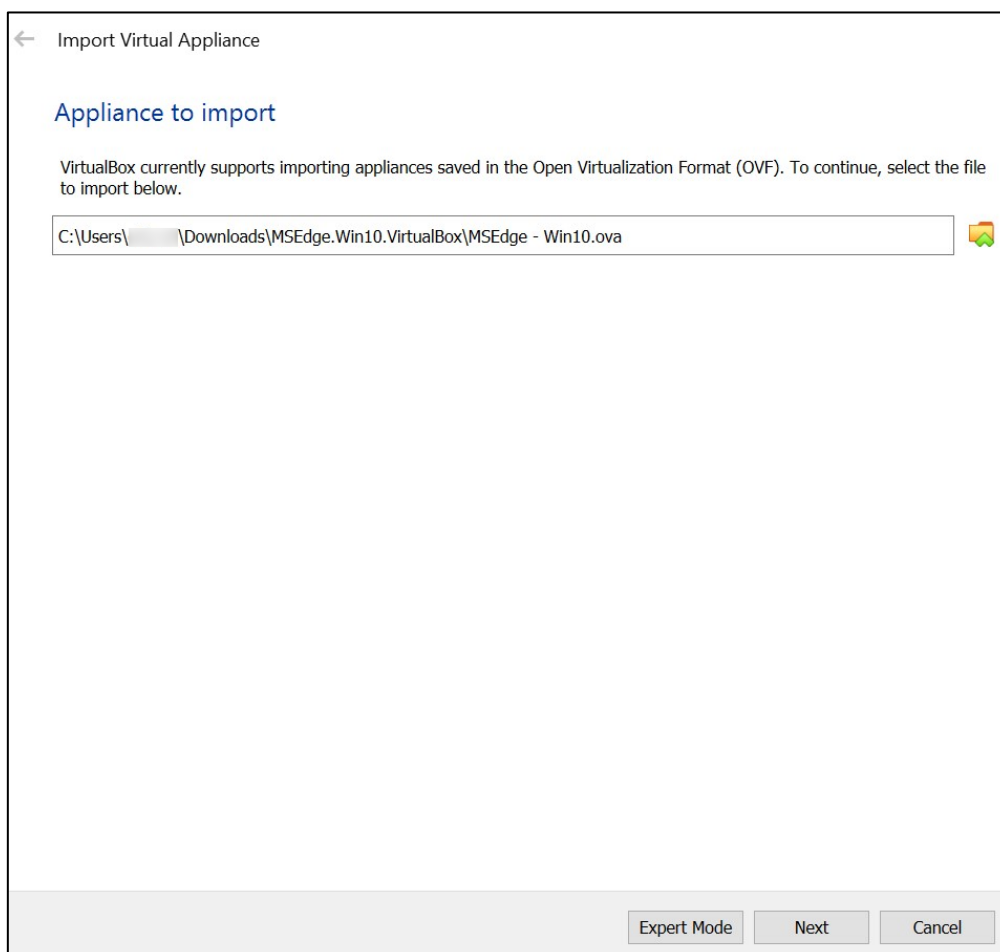 Import Virtual Appliance
Appliance to import
VirtualBox currently supports importing appliances saved in the Open Virtualization Format (OVF). To continue, select the file
to import below.
C:\Users\ \Downloads\MSEdge.Win10.VirtualBox\MSEdge - Win10.ova
Expert Mode Next Cancel